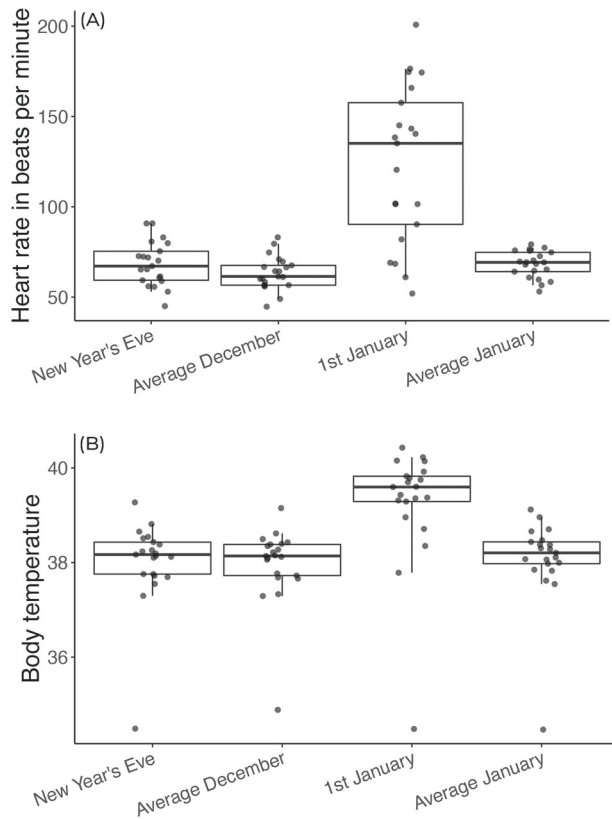 (A)
Heart rate in beats per minute
200
150
100
50
New Year's Eve
Average December
1st January
Average January
(B)
Body temperature
40
38
36
New Year's Eve
Average December
1st January
Average January